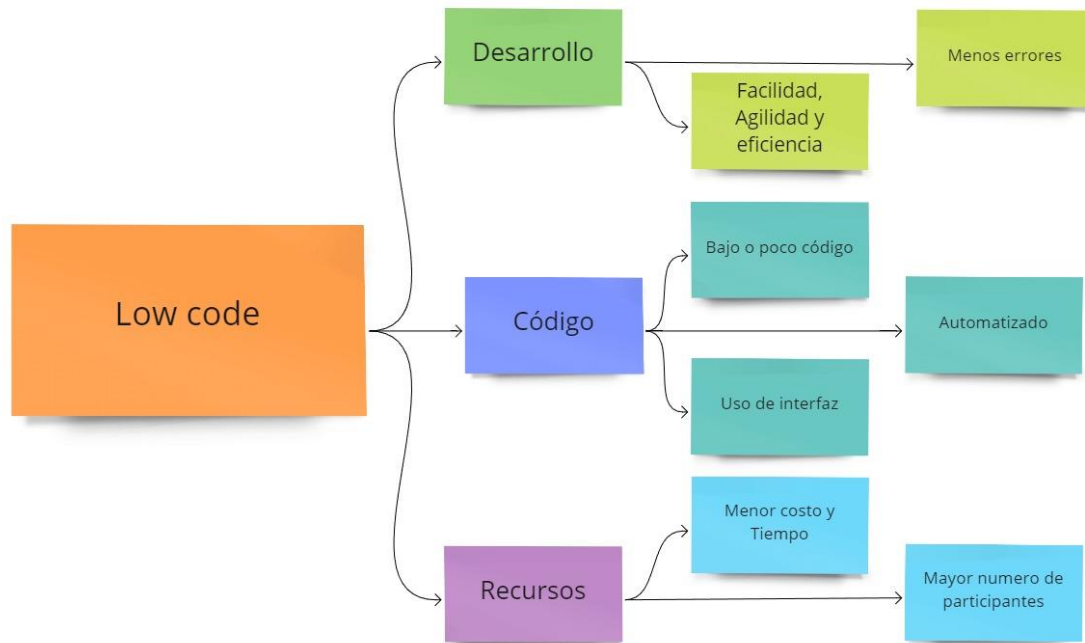 Desarrollo
Menos errores
Facilidad,
Agilidad y
eficiencia
Low code
Código
Bajo o poco código
Automatizado
Uso de interfaz
Recursos
Menor costo y
Tiempo
Mayor numero de
participantes